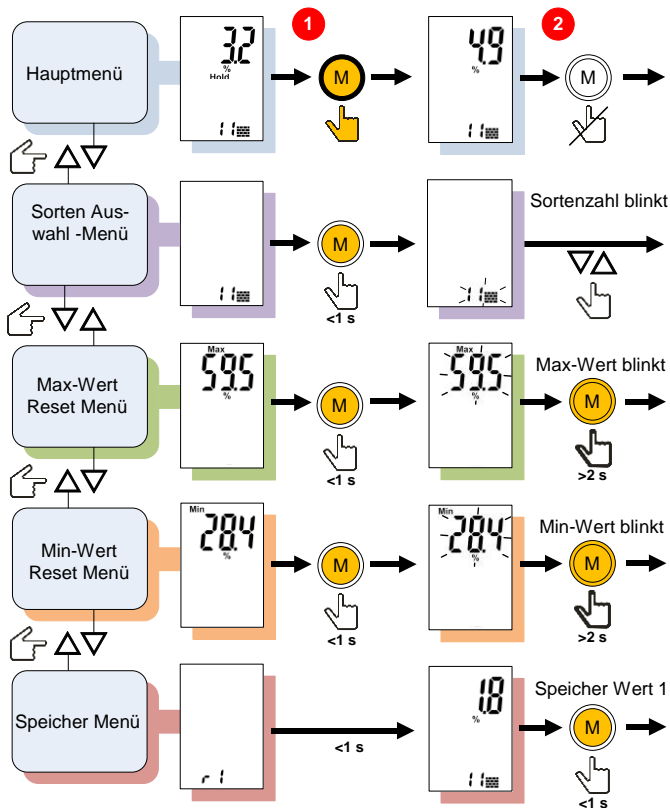 1
2
Hauptmenü
3.2
%
Hold
11
M
4.9
%
11
M
Sorten Aus-
wahl -Menü
11
M
<1 s
11
Sortenzahl blinkt
Max-Wert
Reset Menü
Max
59.5
%
M
<1 s
Max
59.5
%
Max-Wert blinkt
M
>2 s
Min-Wert
Reset Menü
Min
28.4
%
M
<1 s
Min
28.4
%
Min-Wert blinkt
M
>2 s
Speicher Menü
r 1
<1 s
1.8
%
11
Speicher Wert 1
M
<1 s